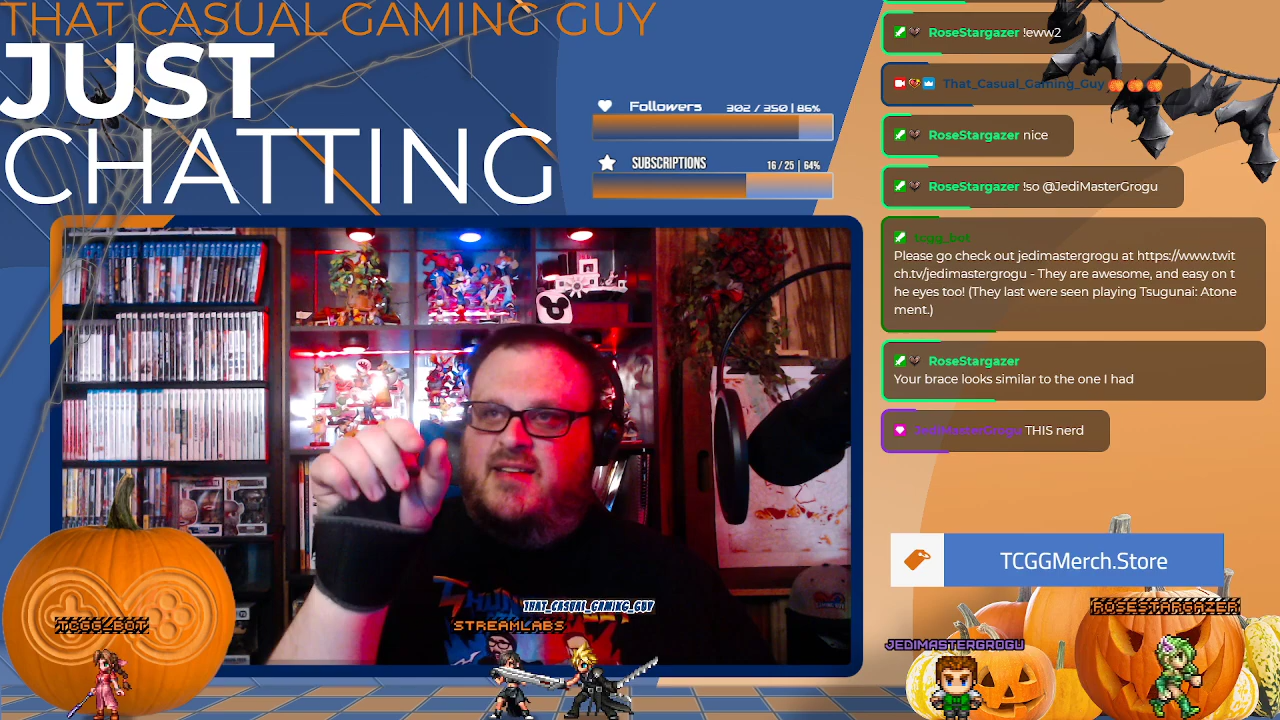 THAT CASUAL GAMING GUY
JUST
CHATTING
Followers 302 / 350 | 86%
SUBSCRIPTIONS 16 / 25 | 64%
RoseStargazer !eww2
That_Casual_Gaming_Guy
RoseStargazer nice
RoseStargazer !so @JediMasterGrogu
tcgg_bot
Please go check out jedimastergrogu at https://www.twit
ch.tv/jedimastergrogu - They are awesome, and easy on t
he eyes too! (They last were seen playing Tsugunai: Atone
ment.)
RoseStargazer
Your brace looks similar to the one I had
JediMasterGrogu THIS nerd
TCGGMerch.Store
THAT_CASUAL_GAMING_GUY
STREAMLABS
TCGG_BOT
JEDIMASTERGROGU
ROSESTARGAZER